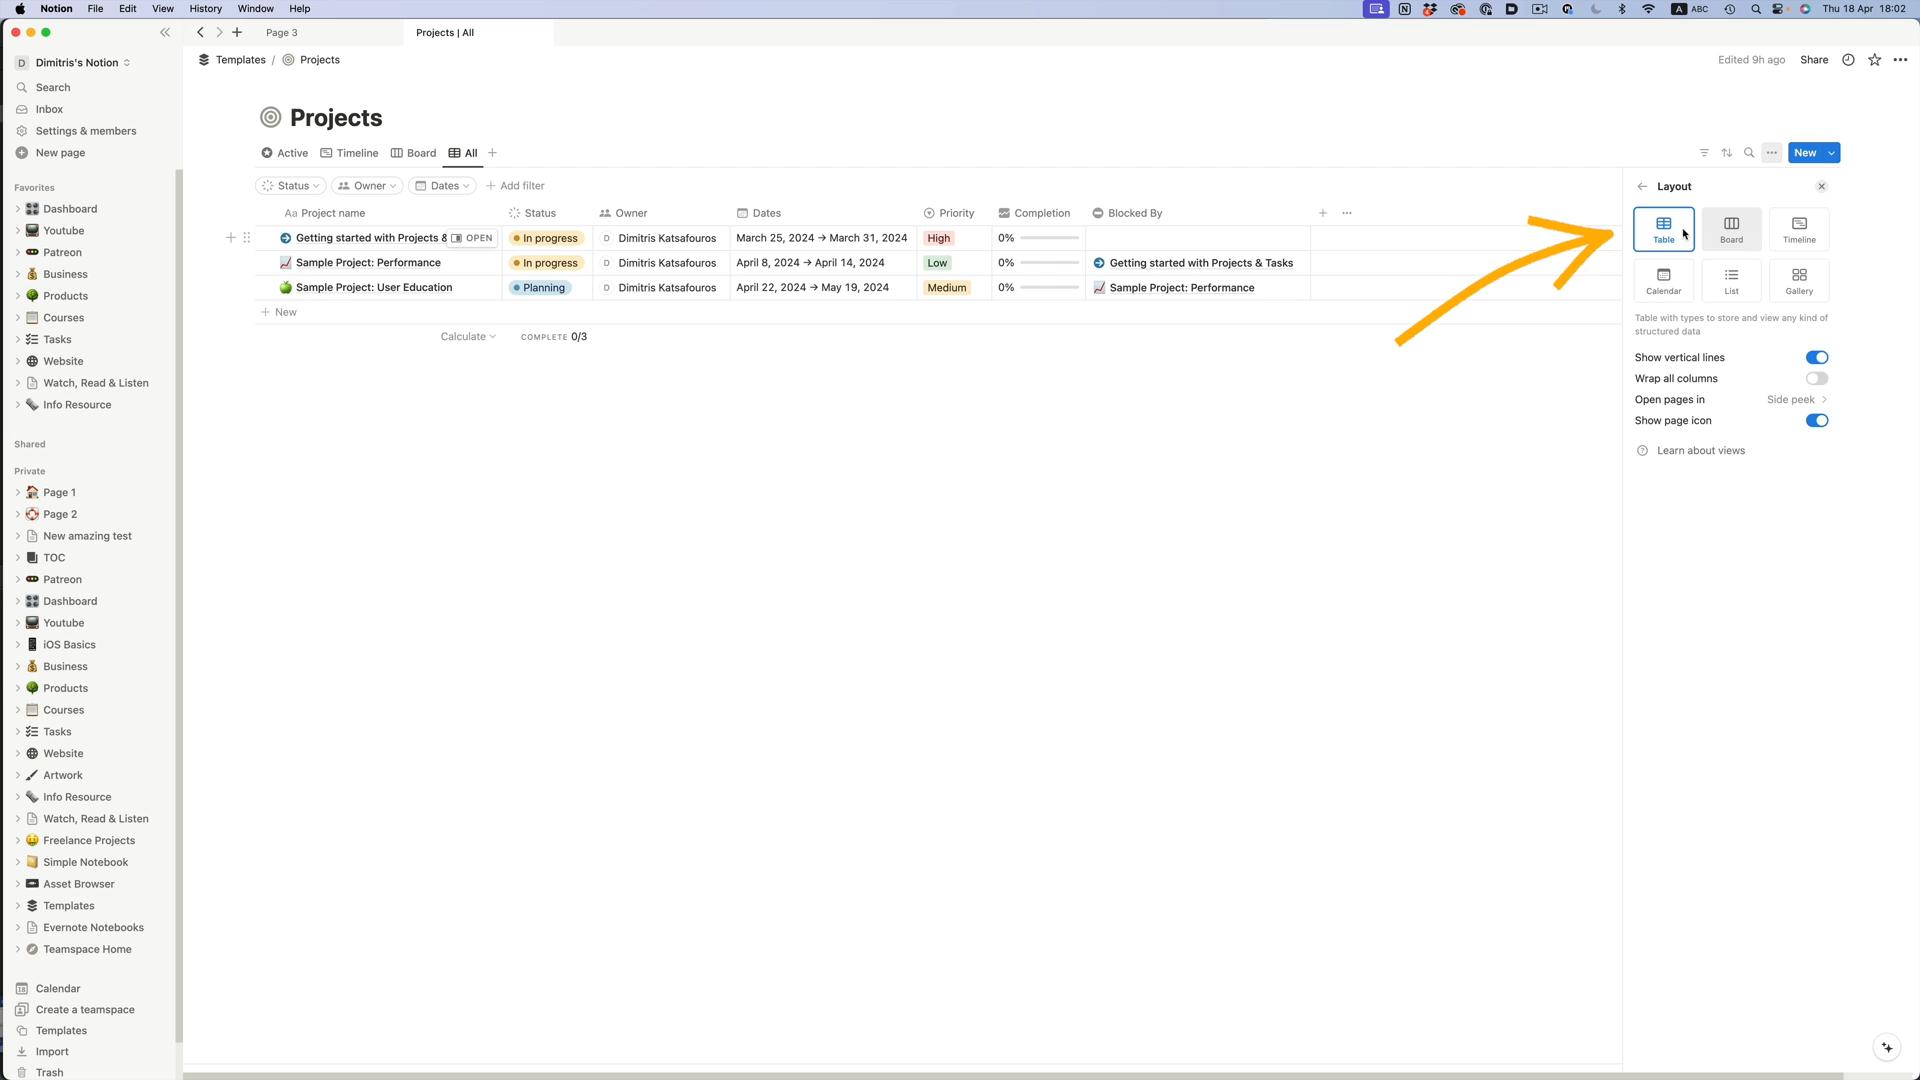 Notion File Edit View History Window Help A ABC Thu 18 Apr 18:02
Page 3 Projects | All
D Dimitris's Notion
Templates / Projects
Edited 9h ago Share
Search
Inbox
Settings & members
New page
Favorites
Dashboard
Youtube
Patreon
Business
Products
Courses
Tasks
Website
Watch, Read & Listen
Info Resource
Shared
Private
Page 1
Page 2
New amazing test
TOC
Patreon
Dashboard
Youtube
iOS Basics
Business
Products
Courses
Tasks
Website
Artwork
Info Resource
Watch, Read & Listen
Freelance Projects
Simple Notebook
Asset Browser
Templates
Evernote Notebooks
Teamspace Home
Calendar
Create a teamspace
Templates
Import
Trash
Projects
Active Timeline Board All
New
Status Owner Dates Add filter
Aa Project name Status Owner Dates Priority Completion Blocked By
Getting started with Projects & OPEN In progress D Dimitris Katsafouros March 25, 2024 → March 31, 2024 High 0%
Sample Project: Performance In progress D Dimitris Katsafouros April 8, 2024 → April 14, 2024 Low 0% Getting started with Projects & Tasks
Sample Project: User Education Planning D Dimitris Katsafouros April 22, 2024 → May 19, 2024 Medium 0% Sample Project: Performance
New
Calculate COMPLETE 0/3
Layout
Table Board Timeline
Calendar List Gallery
Table with types to store and view any kind of
structured data
Show vertical lines
Wrap all columns
Open pages in Side peek
Show page icon
Learn about views